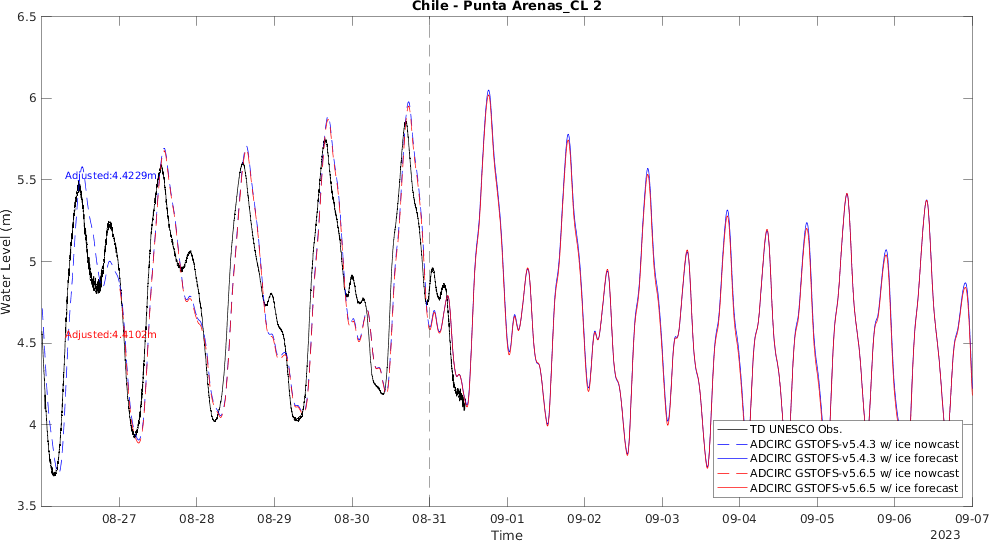 Chile - Punta Arenas_CL 2
6.5
6
5.5
5
4.5
4
3.5
Water Level (m)
Adjusted:4.4229m
Adjusted:4.4102m
TD UNESCO Obs.
ADCIRC GSTOFS-v5.4.3 w/ ice nowcast
ADCIRC GSTOFS-v5.4.3 w/ ice forecast
ADCIRC GSTOFS-v5.6.5 w/ ice nowcast
ADCIRC GSTOFS-v5.6.5 w/ ice forecast
08-27 08-28 08-29 08-30 08-31 09-01 09-02 09-03 09-04 09-05 09-06 09-07
Time
2023